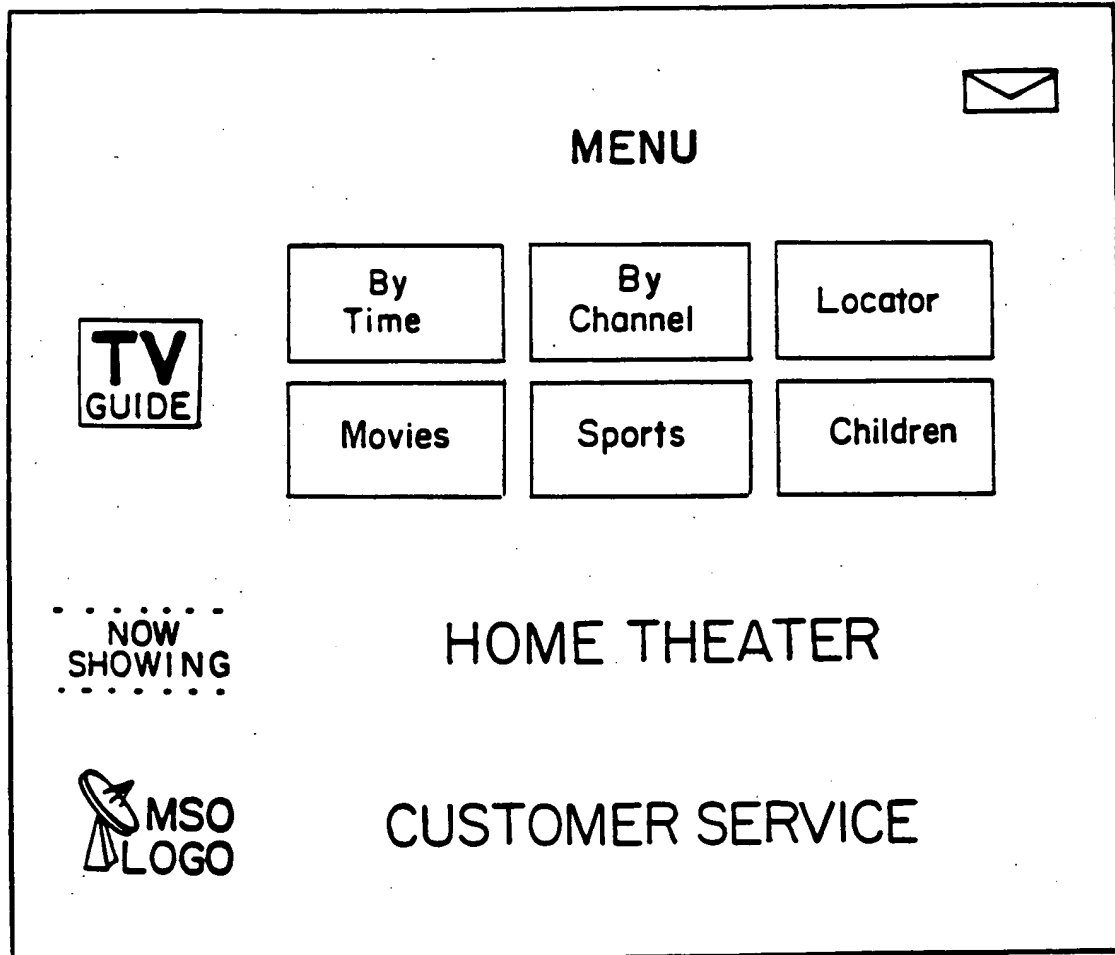 MENU
By
Time
By
Channel
Locator
TV
GUIDE
Movies
Sports
Children
NOW
SHOWING
HOME THEATER
MSO
LOGO
CUSTOMER SERVICE